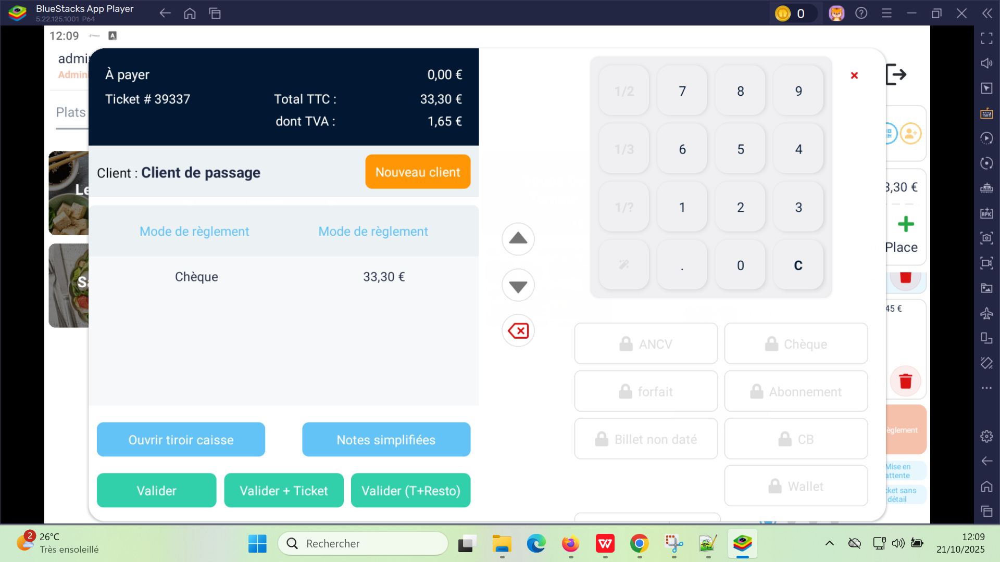 BlueStacks App Player
5.22.125.1001 P64
0
12:09
A
À payer
0,00 €
Ticket # 39337
Total TTC :
33,30 €
dont TVA :
1,65 €
Plats
Client : Client de passage
Nouveau client
Mode de règlement
Mode de règlement
Chèque
33,30 €
Ouvrir tiroir caisse
Notes simplifiées
Valider
Valider + Ticket
Valider (T+Resto)
1/2
7
8
9
1/3
6
5
4
1/?
1
2
3
.
0
C
ANCV
Chèque
forfait
Abonnement
Billet non daté
CB
Wallet
3,30 €
Place
45 €
èglement
Mise en
attente
cket sans
détail
2
26°C
Très ensoleillé
Rechercher
12:09
21/10/2025